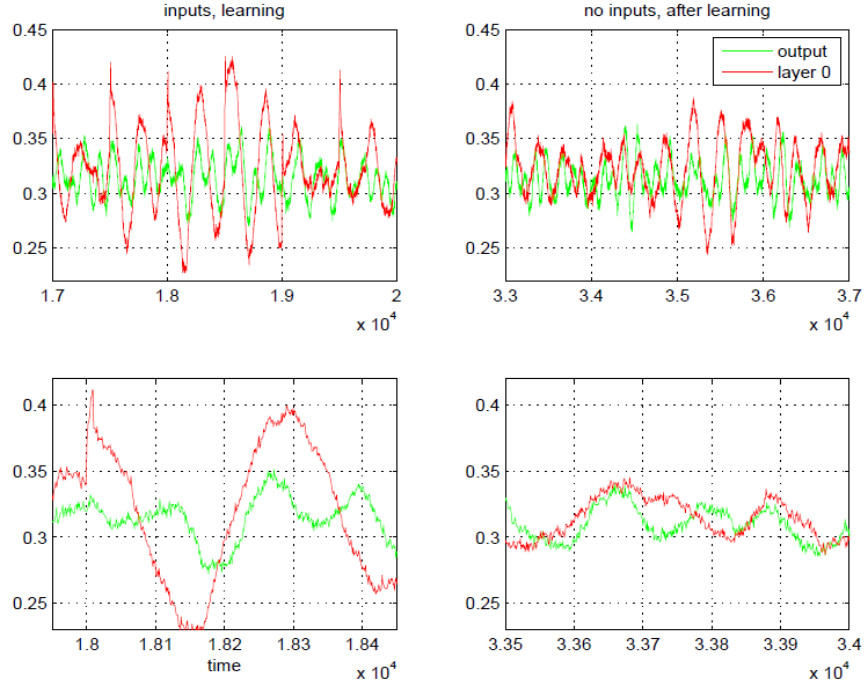 inputs, learning
no inputs, after learning
0.45
0.4
0.35
0.3
0.25
1.7 1.8 1.9 2
x 10^4
0.45
0.4
0.35
0.3
0.25
output
layer 0
3.3 3.4 3.5 3.6 3.7
x 10^4
0.4
0.35
0.3
0.25
1.8 1.81 1.82 1.83 1.84
time
x 10^4
0.4
0.35
0.3
0.25
3.35 3.36 3.37 3.38 3.39 3.4
x 10^4